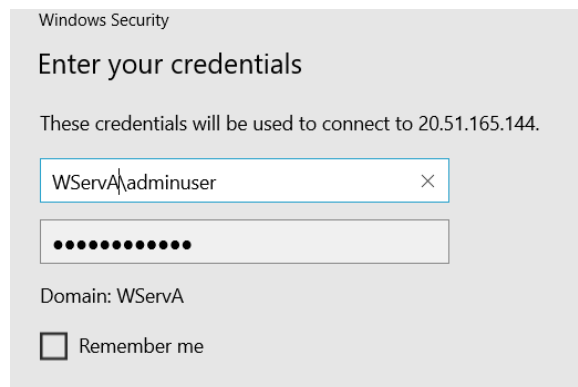 Windows Security
Enter your credentials
These credentials will be used to connect to 20.51.165.144.
WServA\adminuser
●●●●●●●●●●●●
Domain: WServA
Remember me